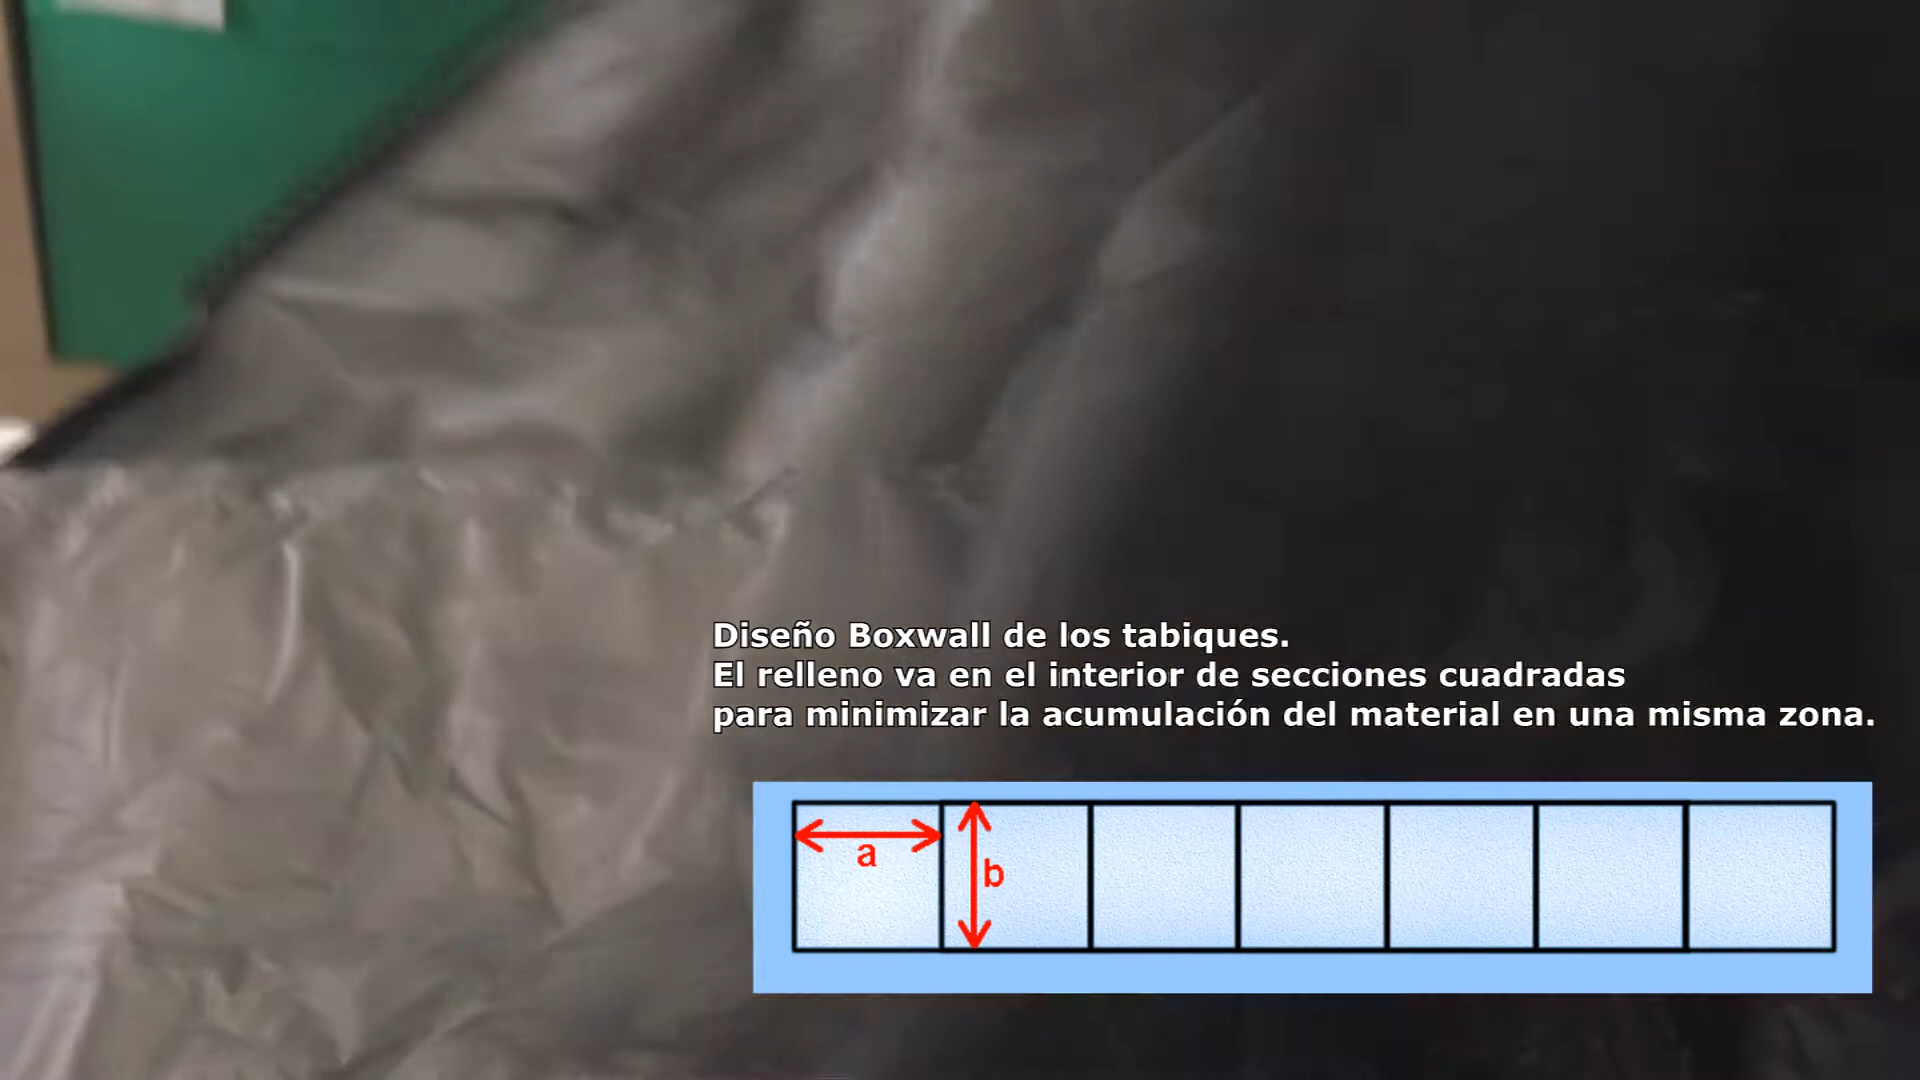 Diseño Boxwall de los tabiques.
El relleno va en el interior de secciones cuadradas
para minimizar la acumulación del material en una misma zona.
a
b